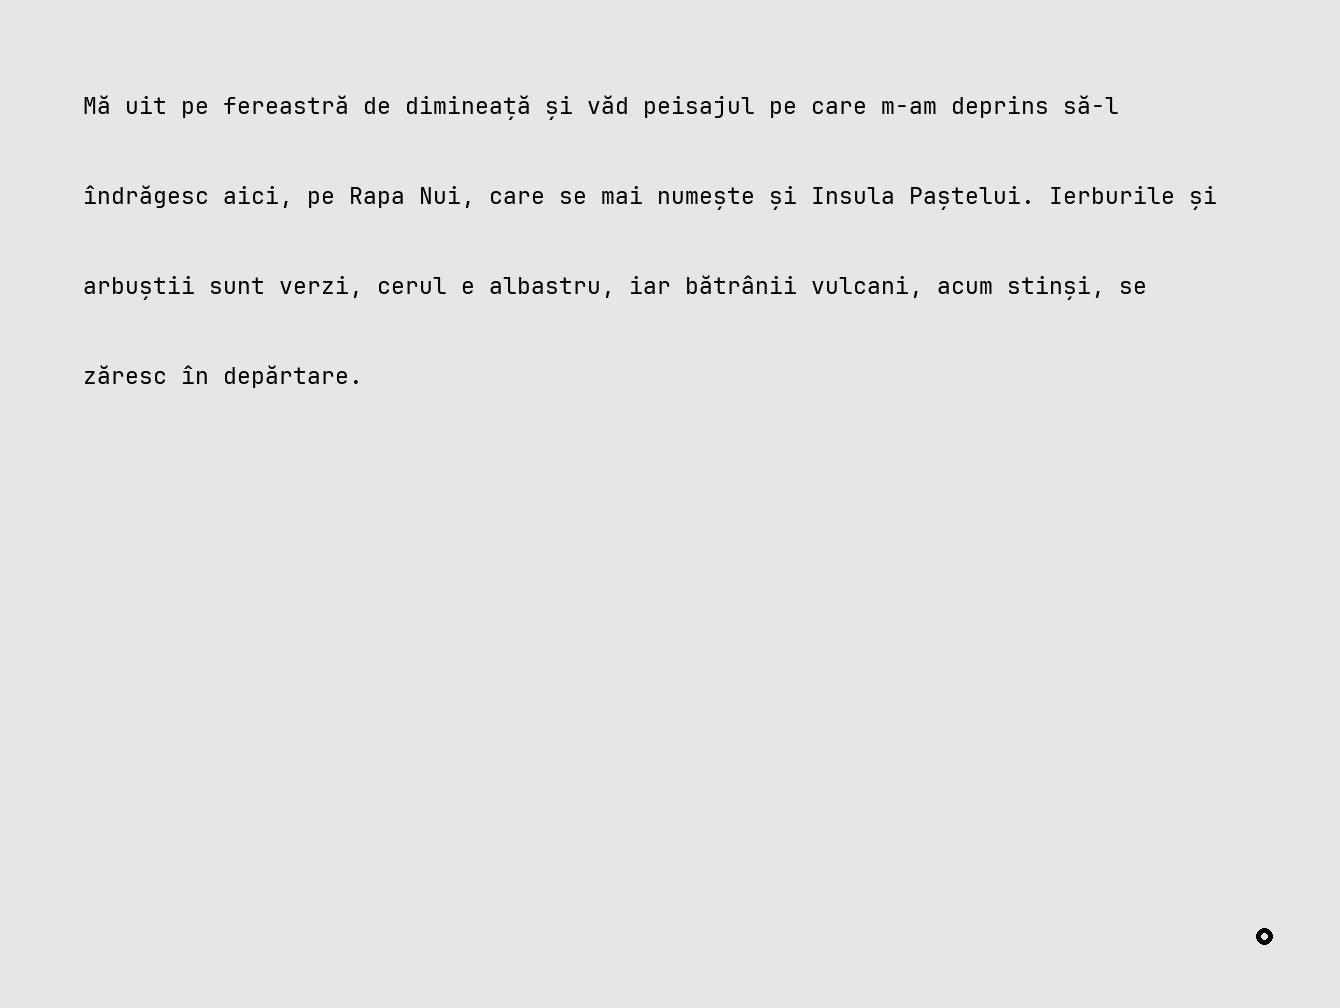 Mă uit pe fereastră de dimineață și văd peisajul pe care m-am deprins să-l
îndrăgesc aici, pe Rapa Nui, care se mai numește și Insula Paștelui. Ierburile și
arbuștii sunt verzi, cerul e albastru, iar bătrânii vulcani, acum stinși, se
zăresc în depărtare.